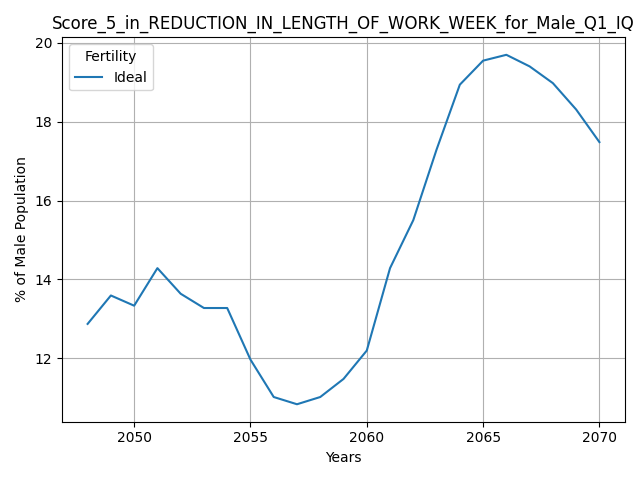 Score_5_in_REDUCTION_IN_LENGTH_OF_WORK_WEEK_for_Male_Q1_IQ
Fertility
Ideal
% of Male Population
20
18
16
14
12
2050 2055 2060 2065 2070
Years